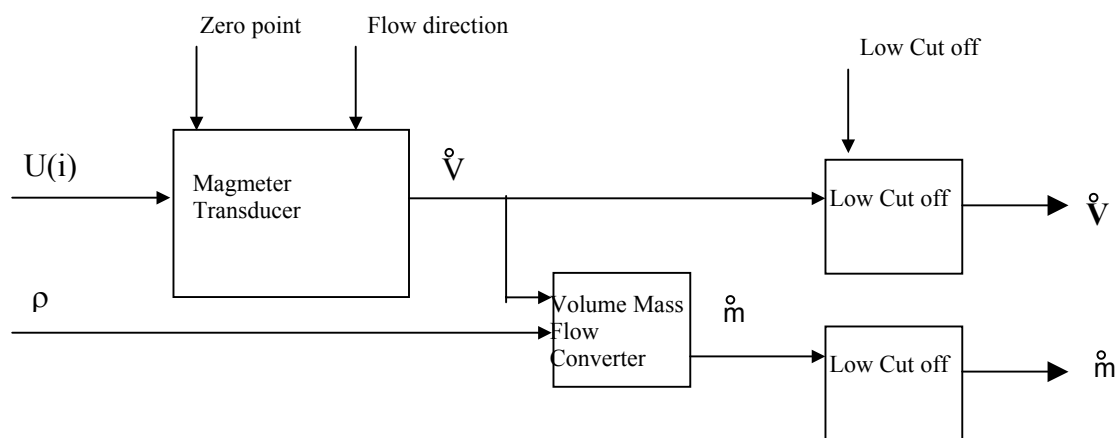 Zero point
Flow direction
Low Cut off
U(i)
Magmeter
Transducer
V̊
Low Cut off
V̊
ρ
Volume Mass
Flow
Converter
m̊
Low Cut off
m̊